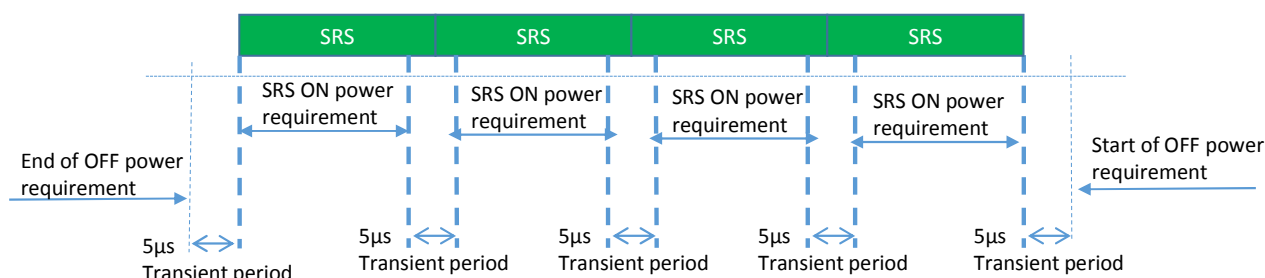 SRS SRS SRS SRS
SRS ON power
requirement
SRS ON power
requirement
SRS ON power
requirement
SRS ON power
requirement
End of OFF power
requirement
Start of OFF power
requirement
5µs
Transient period
5µs
Transient period
5µs
Transient period
5µs
Transient period
5µs
Transient period